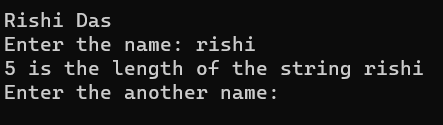 Rishi Das
Enter the name: rishi
5 is the length of the string rishi
Enter the another name: